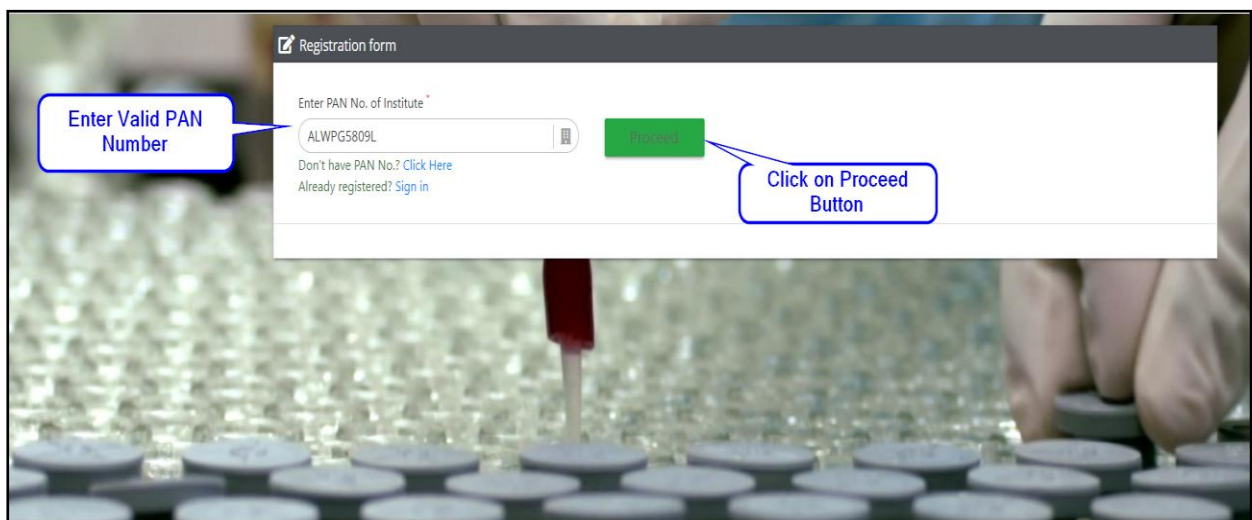 Registration form
Enter PAN No. of Institute *
Enter Valid PAN
Number
ALWPG5809L
Proceed
Don't have PAN No.? Click Here
Already registered? Sign in
Click on Proceed
Button